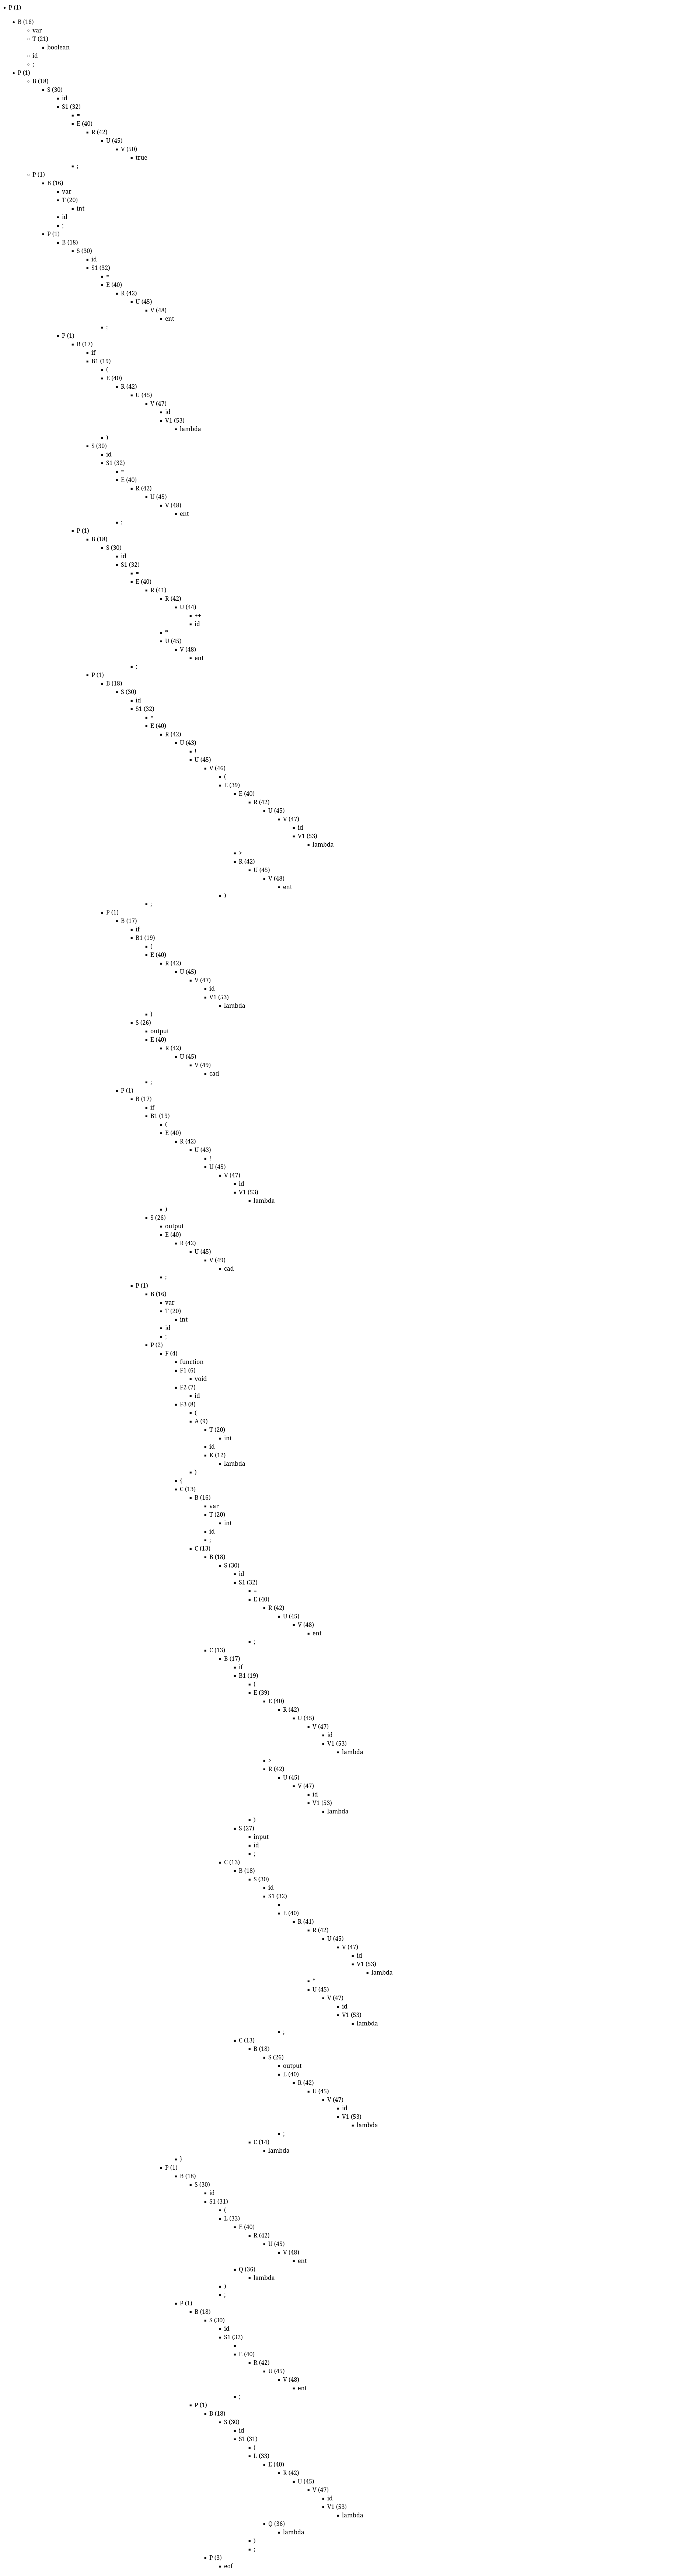 P (1)
B (16)
var
T (21)
boolean
id
;
P (1)
B (18)
S (30)
id
S1 (32)
=
E (40)
R (42)
U (45)
V (50)
true
;
P (1)
B (16)
var
T (20)
int
id
;
P (1)
B (18)
S (30)
id
S1 (32)
=
E (40)
R (42)
U (45)
V (48)
ent
;
P (1)
B (17)
if
B1 (19)
(
E (40)
R (42)
U (45)
V (47)
id
V1 (53)
lambda
)
S (30)
id
S1 (32)
=
E (40)
R (42)
U (45)
V (48)
ent
;
P (1)
B (18)
S (30)
id
S1 (32)
=
E (40)
R (41)
R (42)
U (44)
++
id
*
U (45)
V (48)
ent
;
P (1)
B (18)
S (30)
id
S1 (32)
=
E (40)
R (42)
U (43)
!
U (45)
V (46)
(
E (39)
E (40)
R (42)
U (45)
V (47)
id
V1 (53)
lambda
>
R (42)
U (45)
V (48)
ent
)
;
P (1)
B (17)
if
B1 (19)
(
E (40)
R (42)
U (45)
V (47)
id
V1 (53)
lambda
)
S (26)
output
E (40)
R (42)
U (45)
V (49)
cad
;
P (1)
B (17)
if
B1 (19)
(
E (40)
R (42)
U (43)
!
U (45)
V (47)
id
V1 (53)
lambda
)
S (26)
output
E (40)
R (42)
U (45)
V (49)
cad
;
P (1)
B (16)
var
T (20)
int
id
;
P (2)
F (4)
function
F1 (6)
void
F2 (7)
id
F3 (8)
(
A (9)
T (20)
int
id
K (12)
lambda
)
{
C (13)
B (16)
var
T (20)
int
id
;
C (13)
B (18)
S (30)
id
S1 (32)
=
E (40)
R (42)
U (45)
V (48)
ent
;
C (13)
B (17)
if
B1 (19)
(
E (39)
E (40)
R (42)
U (45)
V (47)
id
V1 (53)
lambda
>
R (42)
U (45)
V (47)
id
V1 (53)
lambda
)
S (27)
input
id
;
C (13)
B (18)
S (30)
id
S1 (32)
=
E (40)
R (41)
R (42)
U (45)
V (47)
id
V1 (53)
lambda
*
U (45)
V (47)
id
V1 (53)
lambda
;
C (13)
B (18)
S (26)
output
E (40)
R (42)
U (45)
V (47)
id
V1 (53)
lambda
;
C (14)
lambda
}
P (1)
B (18)
S (30)
id
S1 (31)
(
L (33)
E (40)
R (42)
U (45)
V (48)
ent
Q (36)
lambda
)
;
P (1)
B (18)
S (30)
id
S1 (32)
=
E (40)
R (42)
U (45)
V (48)
ent
;
P (1)
B (18)
S (30)
id
S1 (31)
(
L (33)
E (40)
R (42)
U (45)
V (47)
id
V1 (53)
lambda
Q (36)
lambda
)
;
P (3)
eof